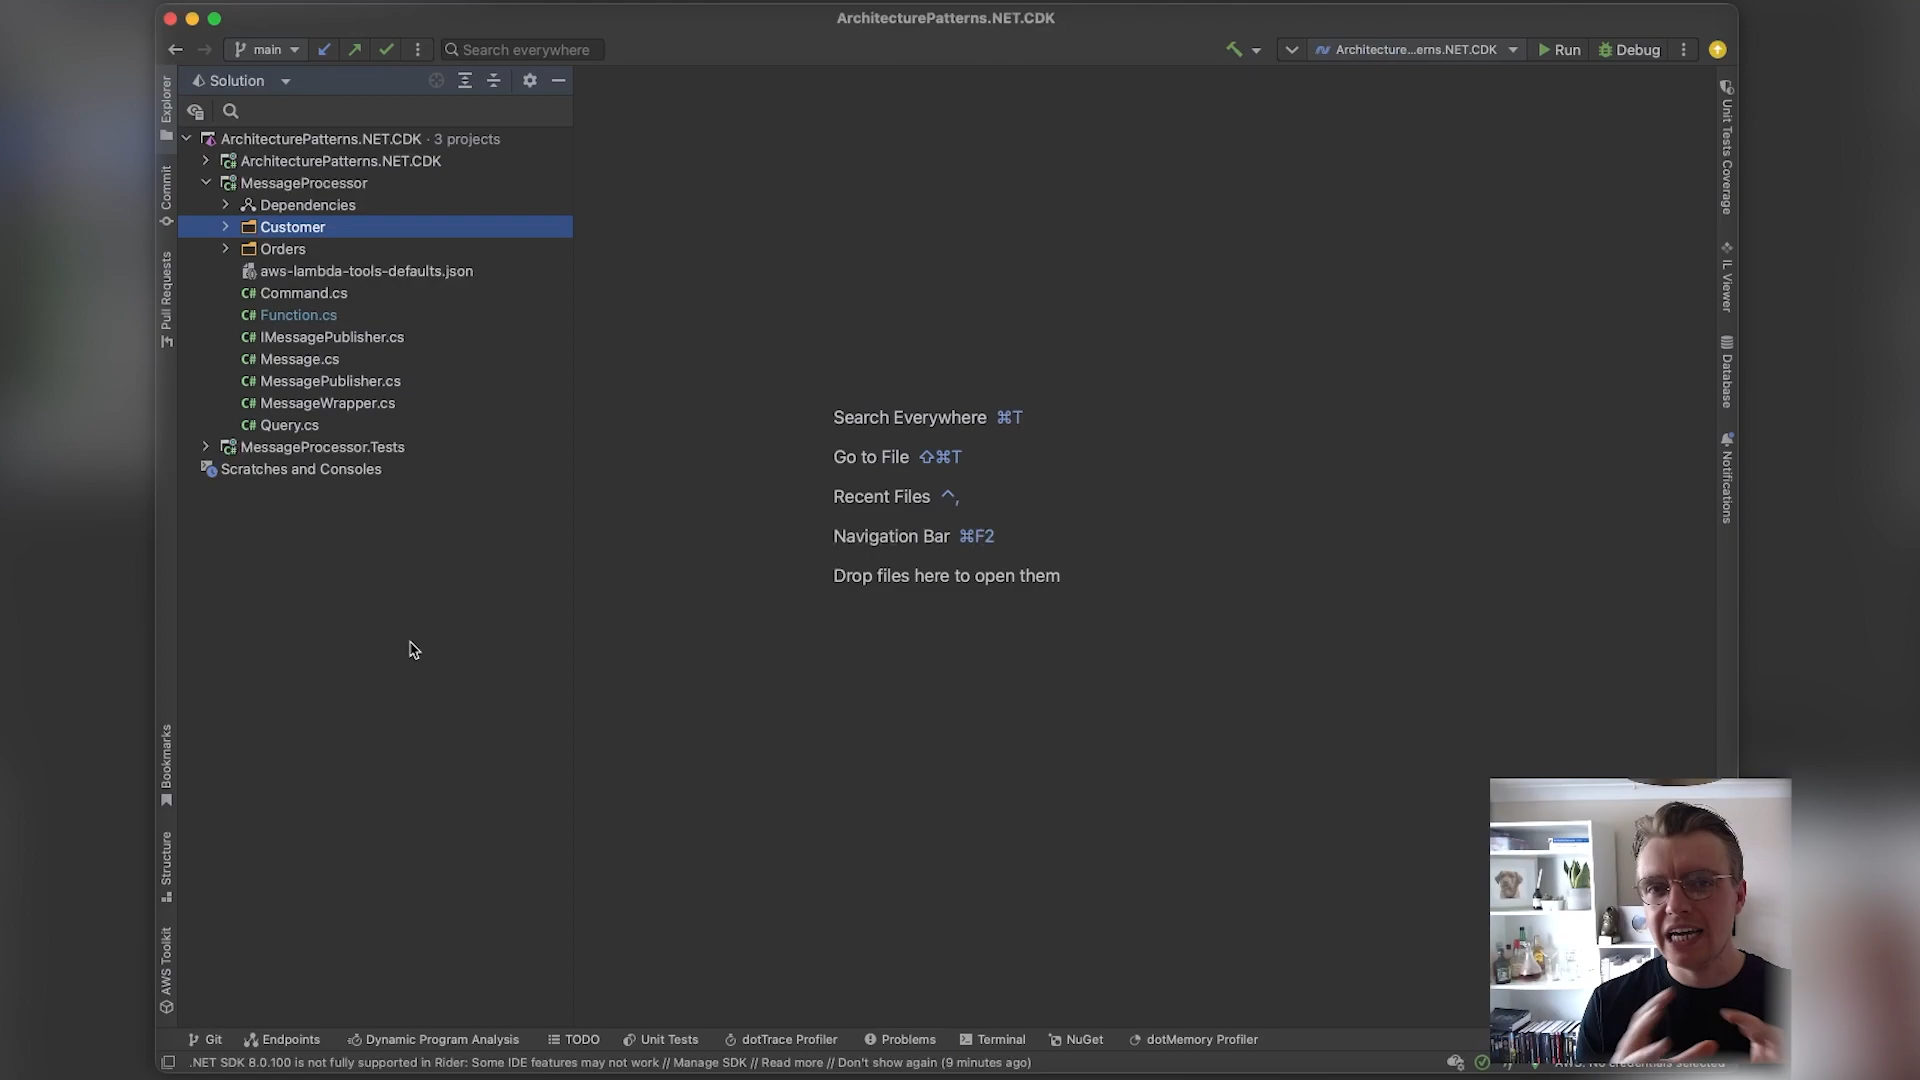 ArchitecturePatterns.NET.CDK
main
Search everywhere
Architecture...erns.NET.CDK
Run
Debug
Solution
ArchitecturePatterns.NET.CDK · 3 projects
ArchitecturePatterns.NET.CDK
MessageProcessor
Dependencies
Customer
Orders
aws-lambda-tools-defaults.json
C# Command.cs
C# Function.cs
C# IMessagePublisher.cs
C# Message.cs
C# MessagePublisher.cs
C# MessageWrapper.cs
C# Query.cs
MessageProcessor.Tests
Scratches and Consoles
Explorer
Commit
Pull Requests
Bookmarks
Structure
AWS Toolkit
Search Everywhere ⌘T
Go to File ⇧⌘T
Recent Files ^,
Navigation Bar ⌘F2
Drop files here to open them
Unit Tests Coverage
IL Viewer
Database
Notifications
Git
Endpoints
Dynamic Program Analysis
TODO
Unit Tests
dotTrace Profiler
Problems
Terminal
NuGet
dotMemory Profiler
.NET SDK 8.0.100 is not fully supported in Rider: Some IDE features may not work // Manage SDK // Read more // Don't show again (9 minutes ago)
AWS: No credentials selected